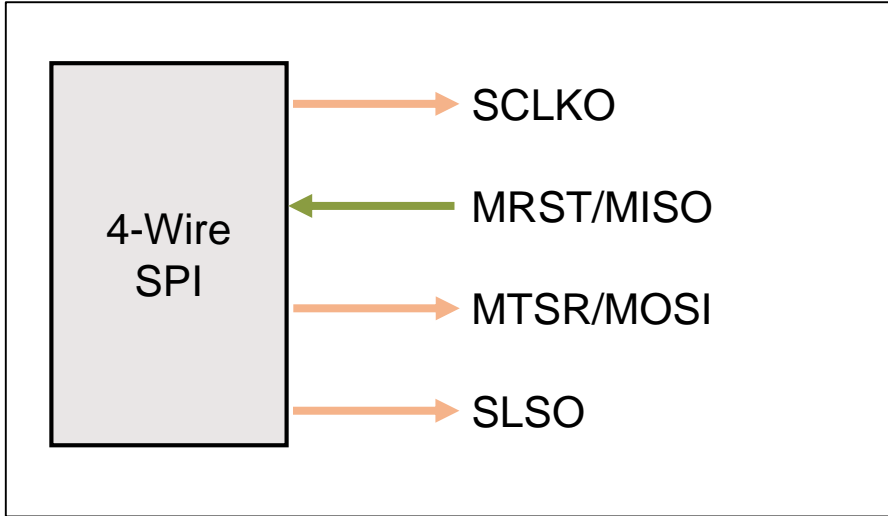 4-Wire
SPI
SCLKO
MRST/MISO
MTSR/MOSI
SLSO